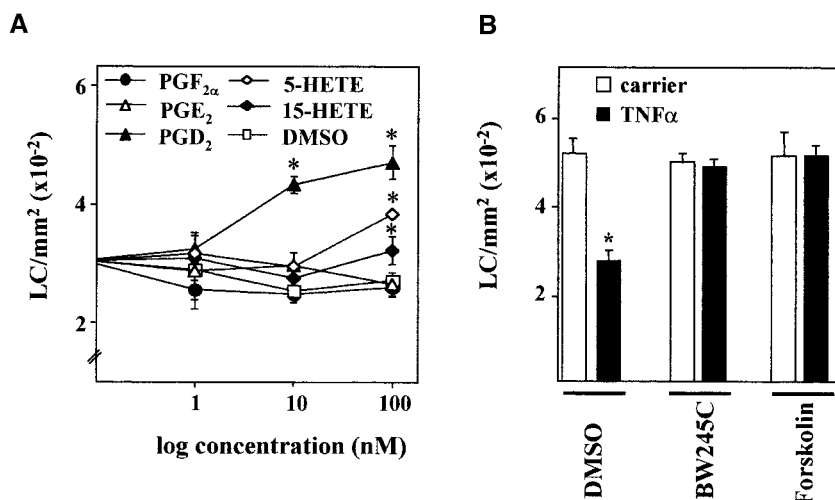 A
LC/mm² (x10⁻²)
6
4
2
PGF₂α 5-HETE
PGE₂ 15-HETE
PGD₂ DMSO
*
*
*
*
1 10 100
log concentration (nM)
B
LC/mm² (x10⁻²)
6
4
2
carrier
TNFα
*
DMSO
BW245C
Forskolin